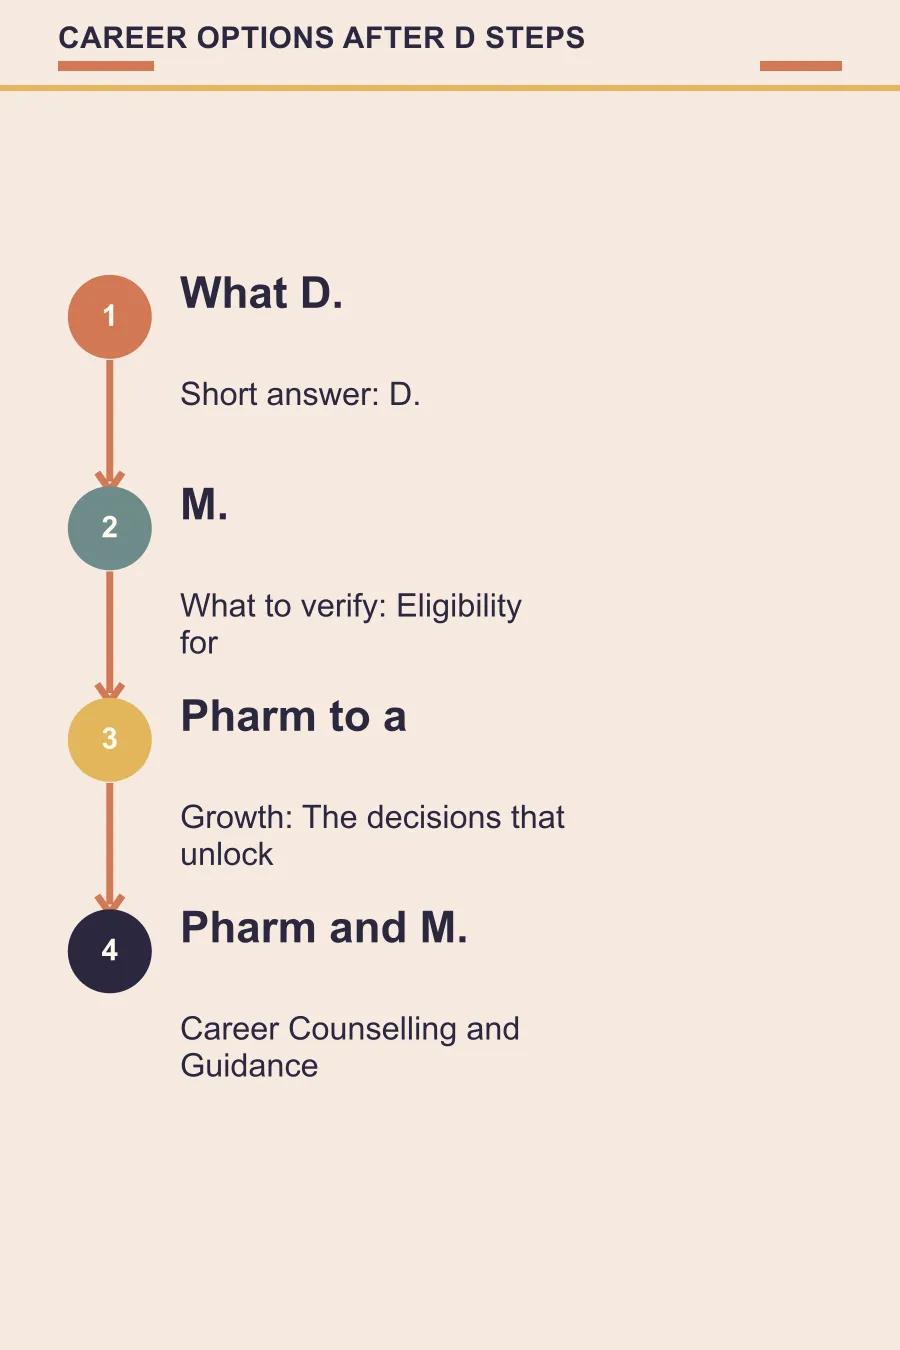 CAREER OPTIONS AFTER D STEPS
1
What D.
Short answer: D.
2
M.
What to verify: Eligibility
for
3
Pharm to a
Growth: The decisions that
unlock
4
Pharm and M.
Career Counselling and
Guidance